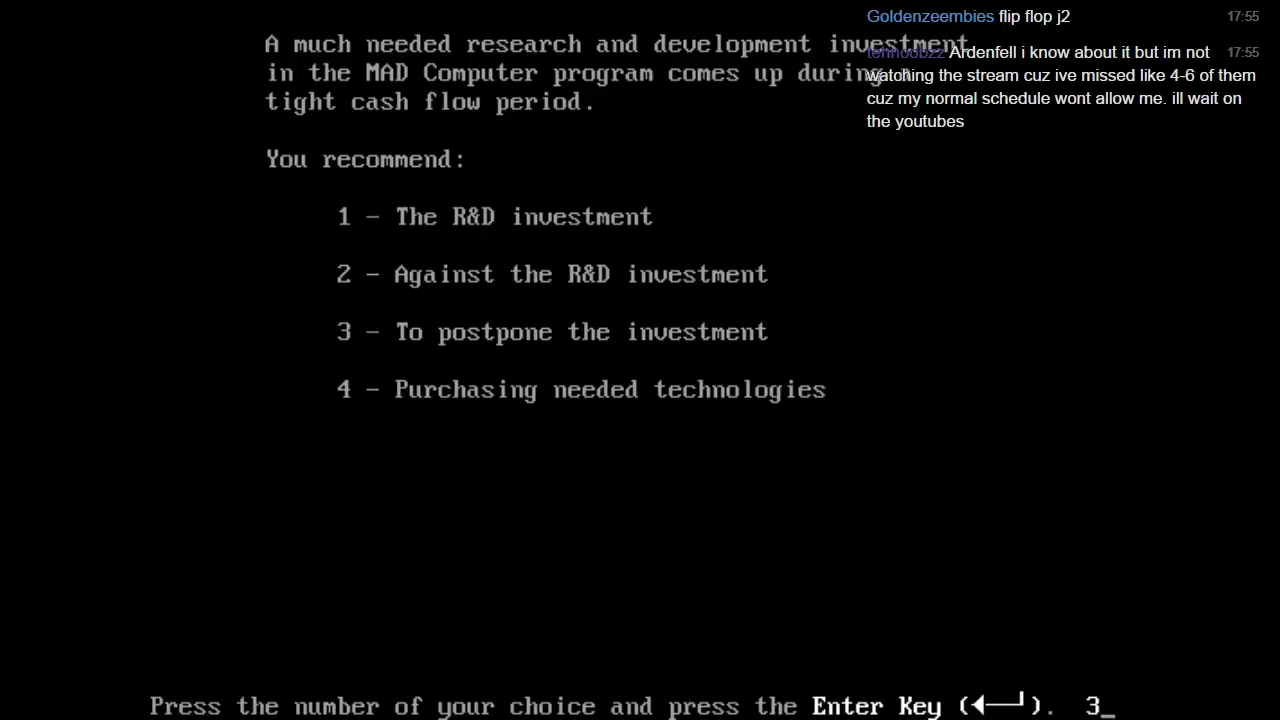 A much needed research and development investment
in the MAD Computer program comes up during a
tight cash flow period.
You recommend:
1 - The R&D investment
2 - Against the R&D investment
3 - To postpone the investment
4 - Purchasing needed technologies
Press the number of your choice and press the Enter Key (◄─┘). 3_
Goldenzeembies flip flop j2 17:55
tehnoobzz Ardenfell i know about it but im not 17:55
watching the stream cuz ive missed like 4-6 of them
cuz my normal schedule wont allow me. ill wait on
the youtubes